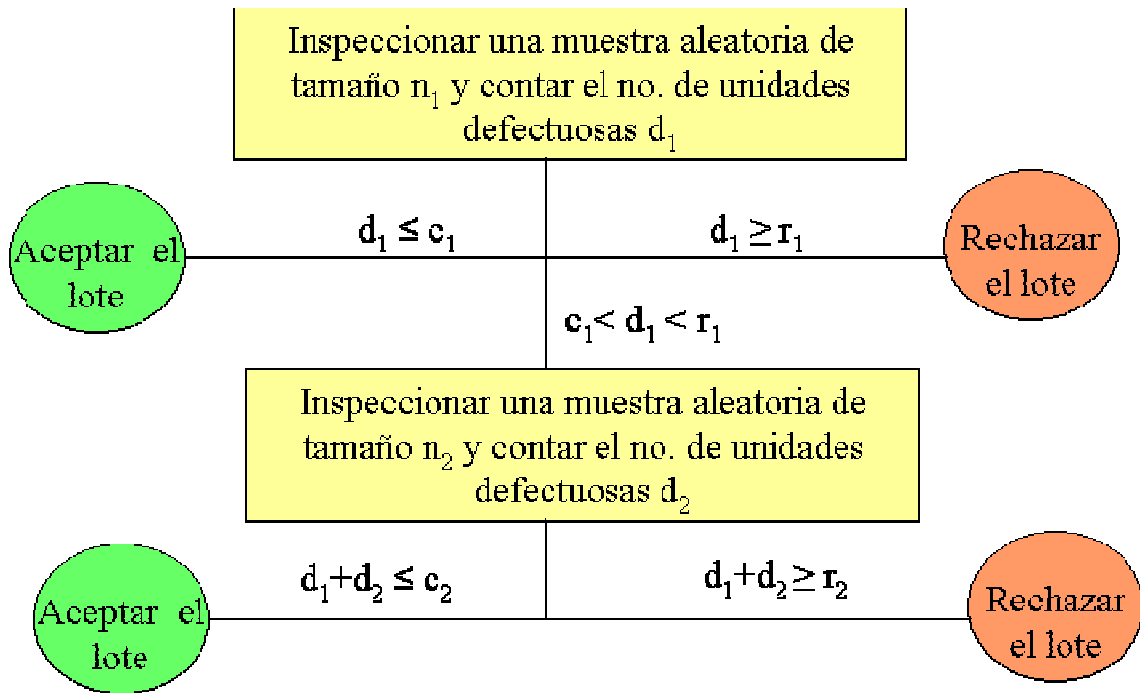 Inspeccionar una muestra aleatoria de
tamaño n₁ y contar el no. de unidades
defectuosas d₁
d₁ ≤ c₁
d₁ ≥ r₁
Aceptar el
lote
Rechazar
el lote
c₁< d₁ < r₁
Inspeccionar una muestra aleatoria de
tamaño n₂ y contar el no. de unidades
defectuosas d₂
d₁+d₂ ≤ c₂
d₁+d₂ ≥ r₂
Aceptar el
lote
Rechazar
el lote